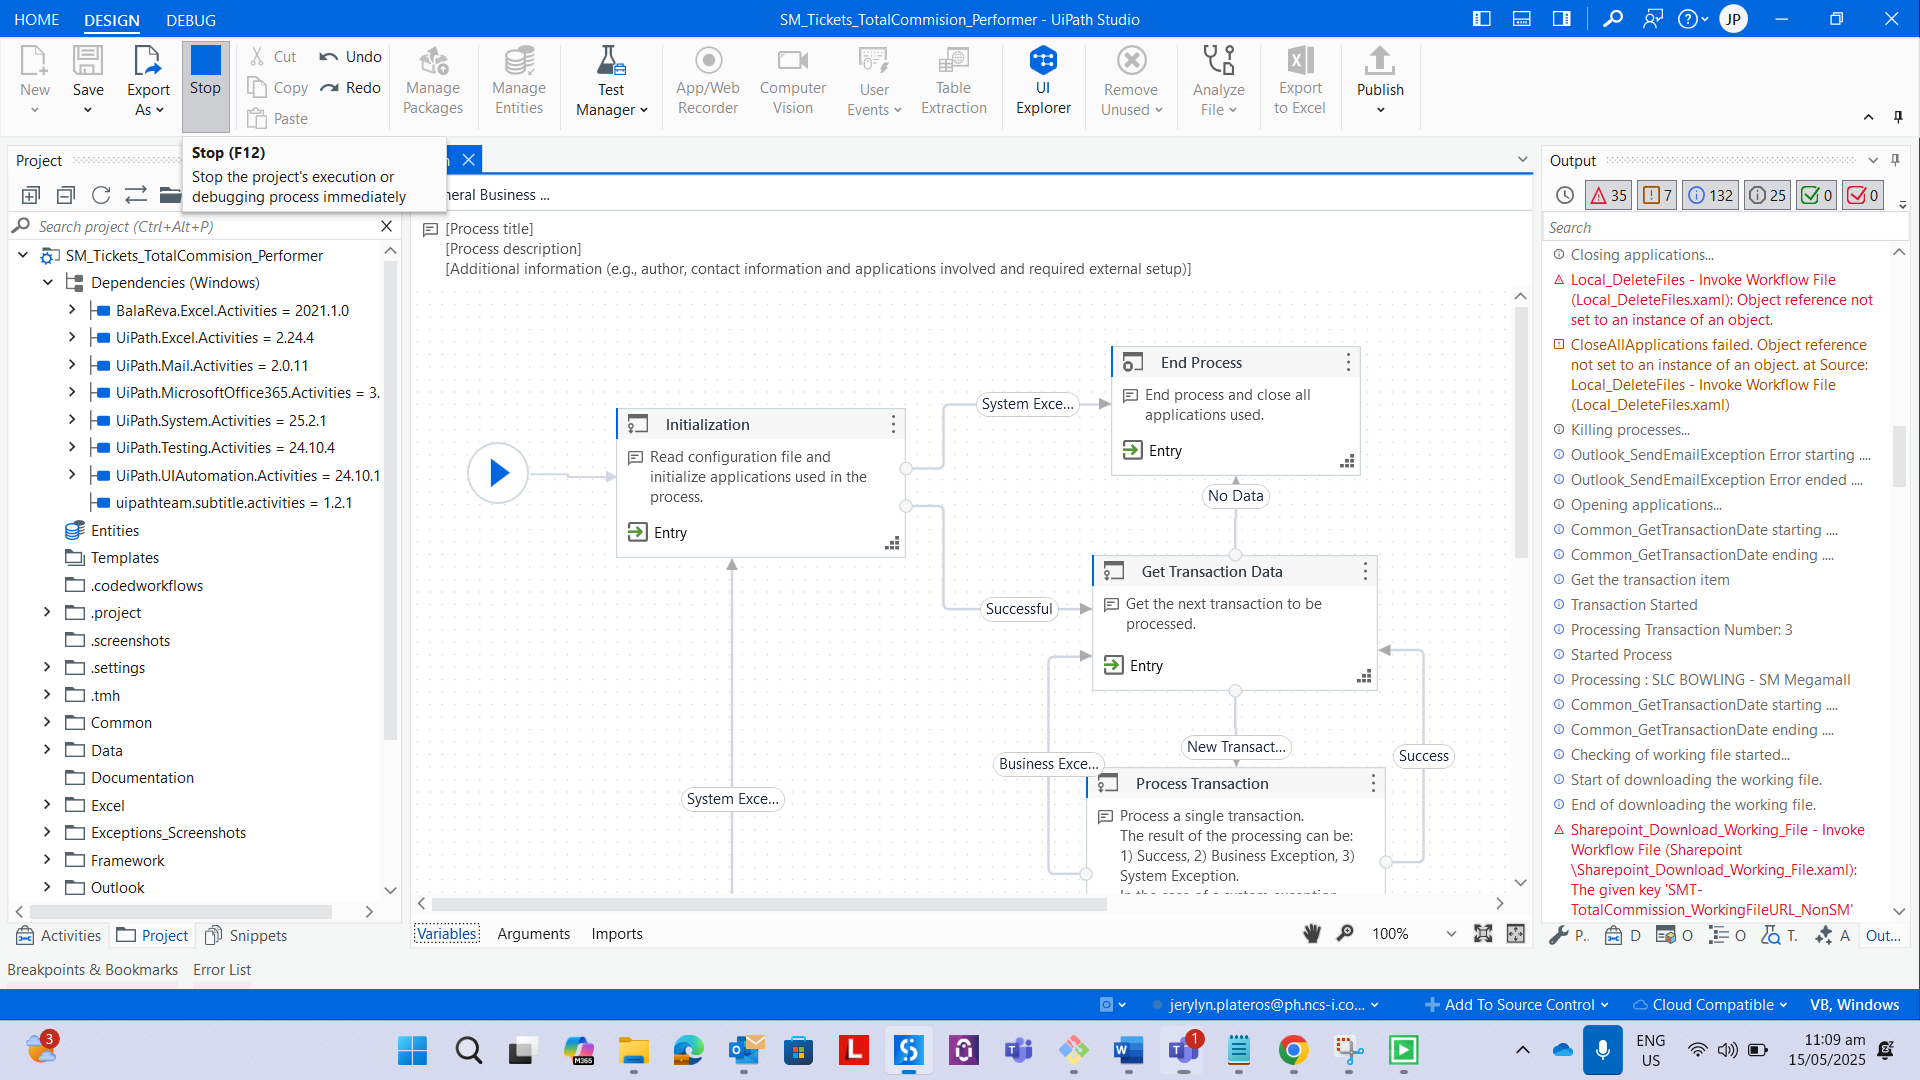 HOME DESIGN DEBUG
SM_Tickets_TotalCommision_Performer - UiPath Studio
JP
New
Save
Export
As
Stop
Cut
Copy
Paste
Undo
Redo
Manage
Packages
Manage
Entities
Test
Manager
App/Web
Recorder
Computer
Vision
User
Events
Table
Extraction
UI
Explorer
Remove
Unused
Analyze
File
Export
to Excel
Publish
Stop (F12)
Stop the project's execution or
debugging process immediately
Project
Search project (Ctrl+Alt+P)
SM_Tickets_TotalCommision_Performer
Dependencies (Windows)
BalaReva.Excel.Activities = 2021.1.0
UiPath.Excel.Activities = 2.24.4
UiPath.Mail.Activities = 2.0.11
UiPath.MicrosoftOffice365.Activities = 3.
UiPath.System.Activities = 25.2.1
UiPath.Testing.Activities = 24.10.4
UiPath.UIAutomation.Activities = 24.10.1
uipathteam.subtitle.activities = 1.2.1
Entities
Templates
.codedworkflows
.project
.screenshots
.settings
.tmh
Common
Data
Documentation
Excel
Exceptions_Screenshots
Framework
Outlook
Activities Project Snippets
Breakpoints & Bookmarks Error List
neral Business ...
[Process title]
[Process description]
[Additional information (e.g., author, contact information and applications involved and required external setup)]
Initialization
Read configuration file and
initialize applications used in the
process.
Entry
System Exce...
End Process
End process and close all
applications used.
Entry
No Data
Successful
Get Transaction Data
Get the next transaction to be
processed.
Entry
New Transact...
Business Exce...
Success
System Exce...
Process Transaction
Process a single transaction.
The result of the processing can be:
1) Success, 2) Business Exception, 3)
System Exception.
In the case of a system exception
Variables Arguments Imports
100%
Output
35 7 132 25 0 0
Search
Closing applications...
Local_DeleteFiles - Invoke Workflow File
(Local_DeleteFiles.xaml): Object reference not
set to an instance of an object.
CloseAllApplications failed. Object reference
not set to an instance of an object. at Source:
Local_DeleteFiles - Invoke Workflow File
(Local_DeleteFiles.xaml)
Killing processes...
Outlook_SendEmailException Error starting ....
Outlook_SendEmailException Error ended ....
Opening applications...
Common_GetTransactionDate starting ....
Common_GetTransactionDate ending ....
Get the transaction item
Transaction Started
Processing Transaction Number: 3
Started Process
Processing : SLC BOWLING - SM Megamall
Common_GetTransactionDate starting ....
Common_GetTransactionDate ending ....
Checking of working file started...
Start of downloading the working file.
End of downloading the working file.
Sharepoint_Download_Working_File - Invoke
Workflow File (Sharepoint
\Sharepoint_Download_Working_File.xaml):
The given key 'SMT-
TotalCommission_WorkingFileURL_NonSM'
P.. D O O T. A Out...
jerylyn.plateros@ph.ncs-i.co... Add To Source Control Cloud Compatible VB, Windows
3
M365
L
1
ENG
US
11:09 am
15/05/2025